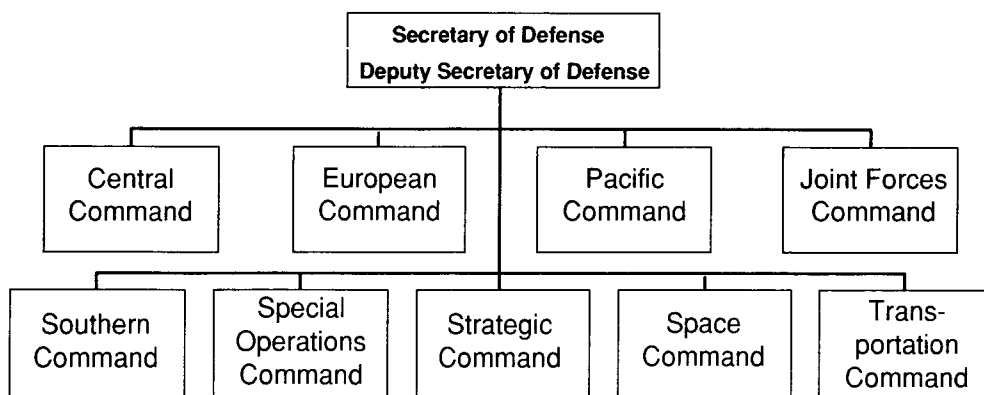 Secretary of Defense
Deputy Secretary of Defense
Central
Command
European
Command
Pacific
Command
Joint Forces
Command
Southern
Command
Special
Operations
Command
Strategic
Command
Space
Command
Trans-
portation
Command